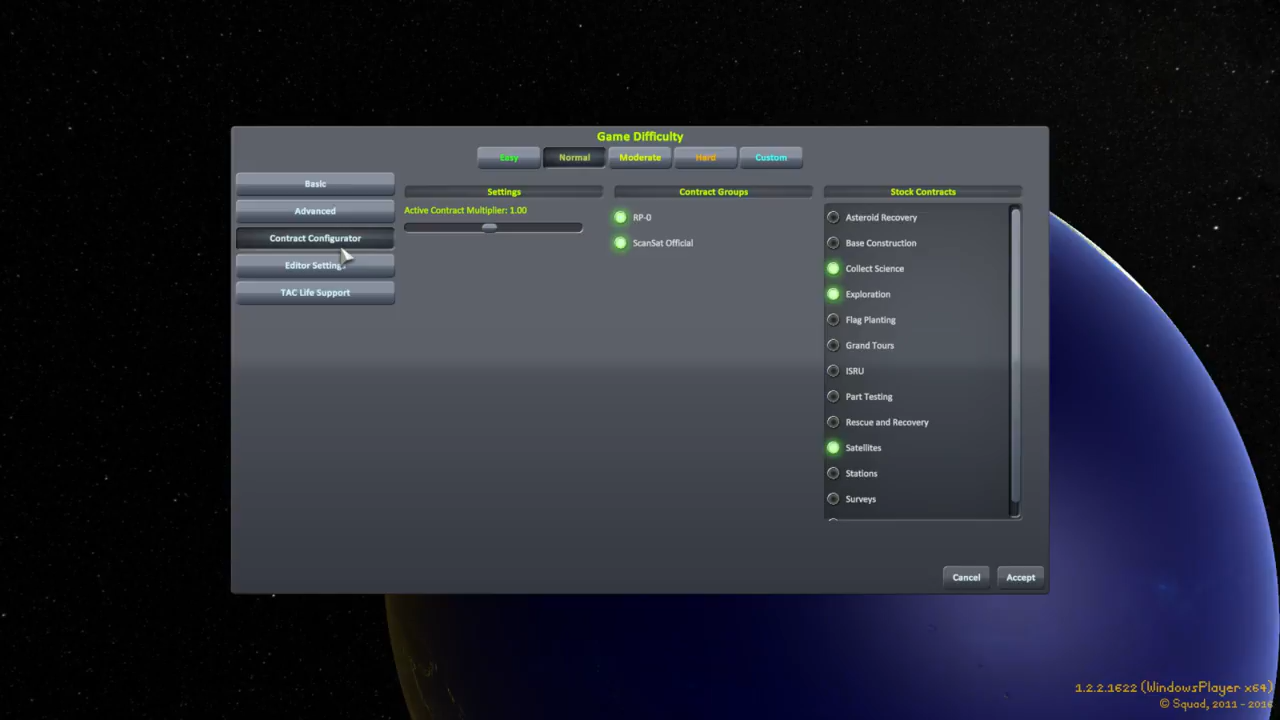 Game Difficulty
Easy
Normal
Moderate
Hard
Custom
Basic
Advanced
Contract Configurator
Editor Settings
TAC Life Support
Settings
Active Contract Multiplier: 1.00
Contract Groups
RP-0
ScanSat Official
Stock Contracts
Asteroid Recovery
Base Construction
Collect Science
Exploration
Flag Planting
Grand Tours
ISRU
Part Testing
Rescue and Recovery
Satellites
Stations
Surveys
Cancel
Accept
1.2.2.1622 (WindowsPlayer x64)
© Squad, 2011 - 2016